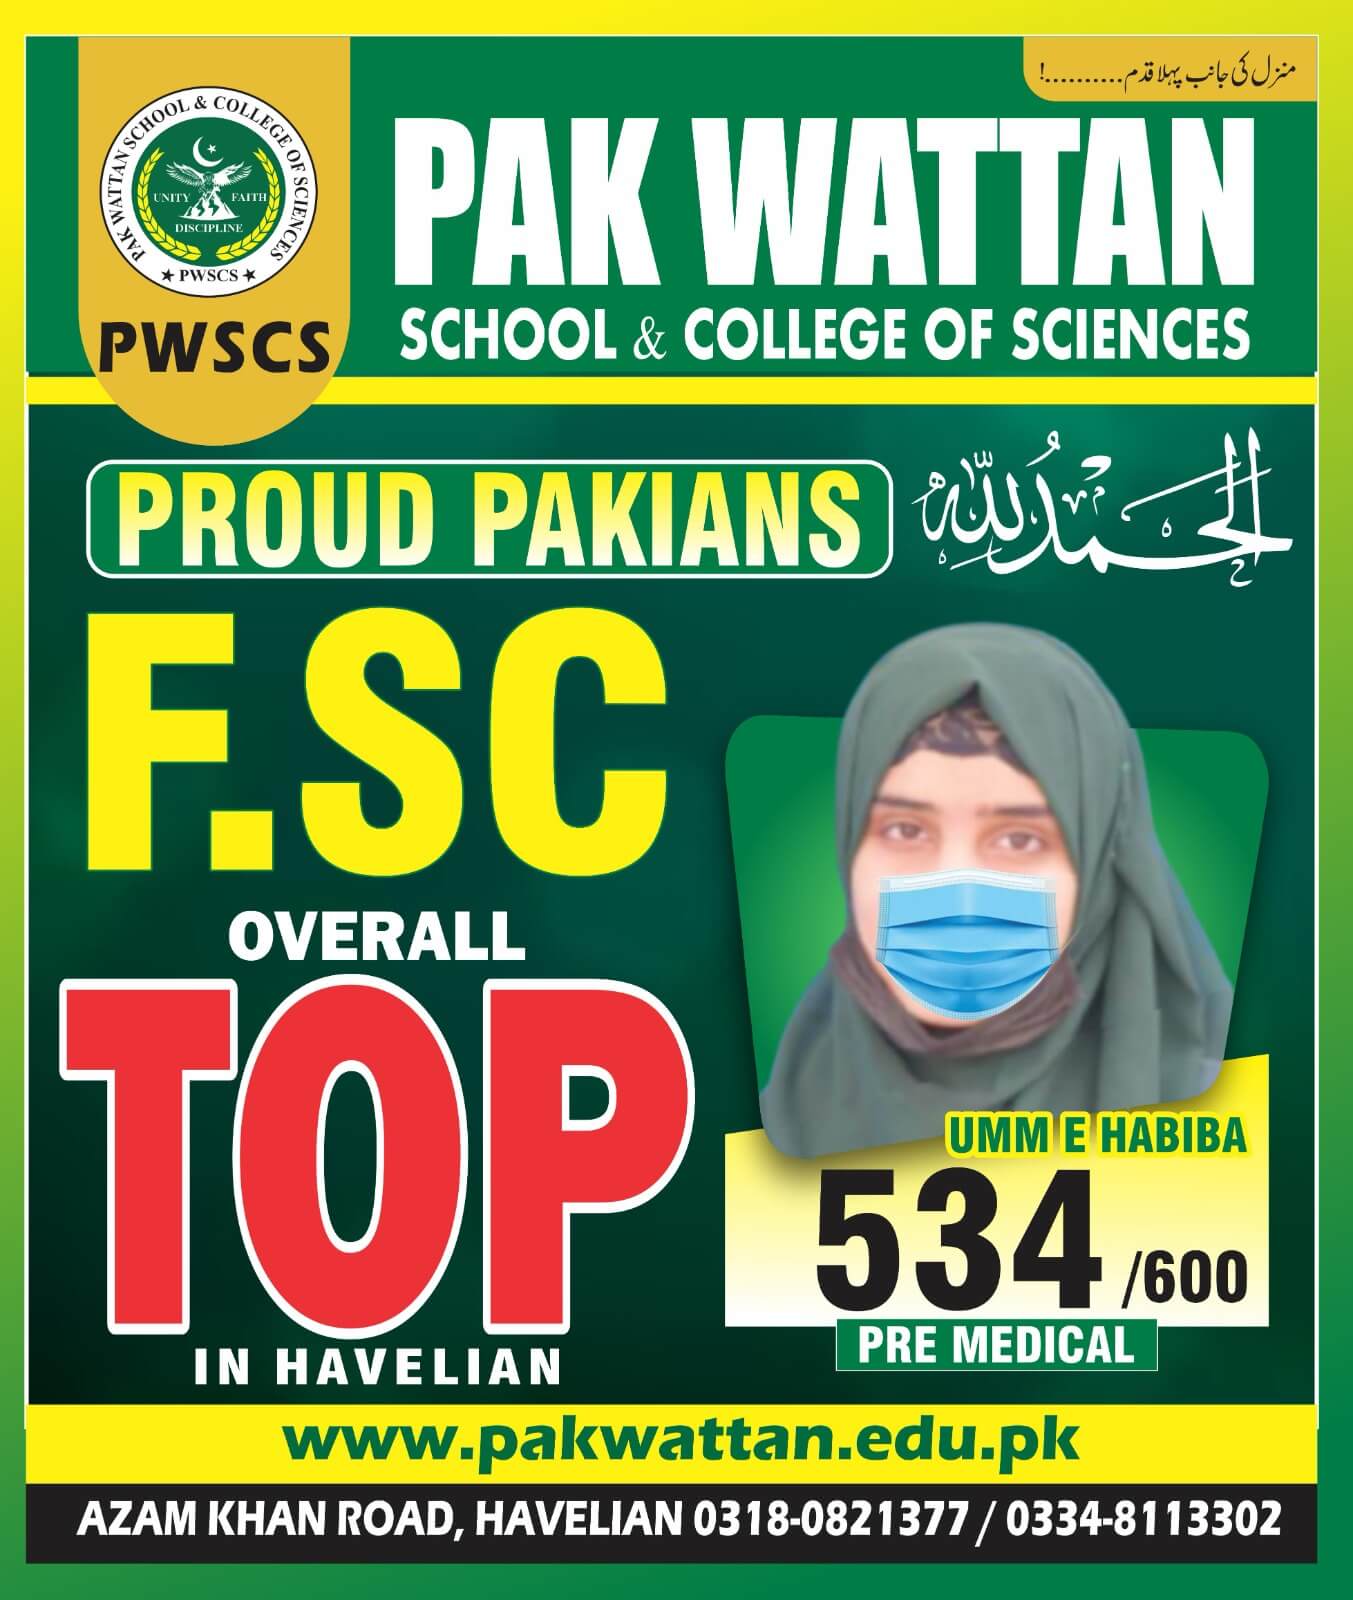 منزل کی جانب پہلا قدم..........!
PAK WATTAN SCHOOL & COLLEGE OF SCIENCES
UNITY FAITH
DISCIPLINE
★ PWSCS ★
PWSCS
PAK WATTAN
SCHOOL & COLLEGE OF SCIENCES
PROUD PAKIANS
الحمدُللّٰہ
F.SC
OVERALL
TOP
IN HAVELIAN
UMM E HABIBA
534 /600
PRE MEDICAL
www.pakwattan.edu.pk
AZAM KHAN ROAD, HAVELIAN 0318-0821377 / 0334-8113302